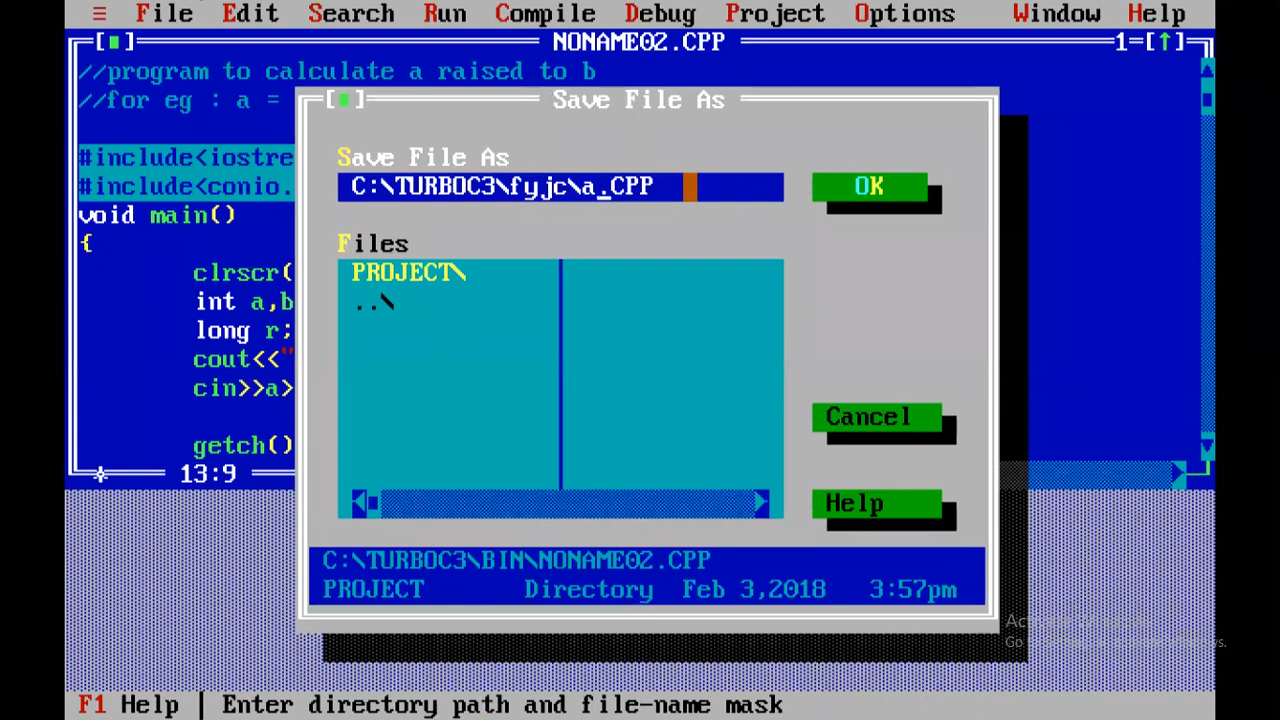 ≡ File Edit Search Run Compile Debug Project Options Window Help
[■] NONAME02.CPP 1=[↑]
//program to calculate a raised to b
//for eg : a =
#include<iostre
#include<conio.
void main()
{
clrscr(
int a,b
long r;
cout<<"
cin>>a>
getch()
13:9
[■] Save File As
Save File As
C:\TURBOC3\fyjc\a.CPP
OK
Files
PROJECT\
..\
Cancel
Help
C:\TURBOC3\BIN\NONAME02.CPP
PROJECT Directory Feb 3,2018 3:57pm
F1 Help | Enter directory path and file-name mask